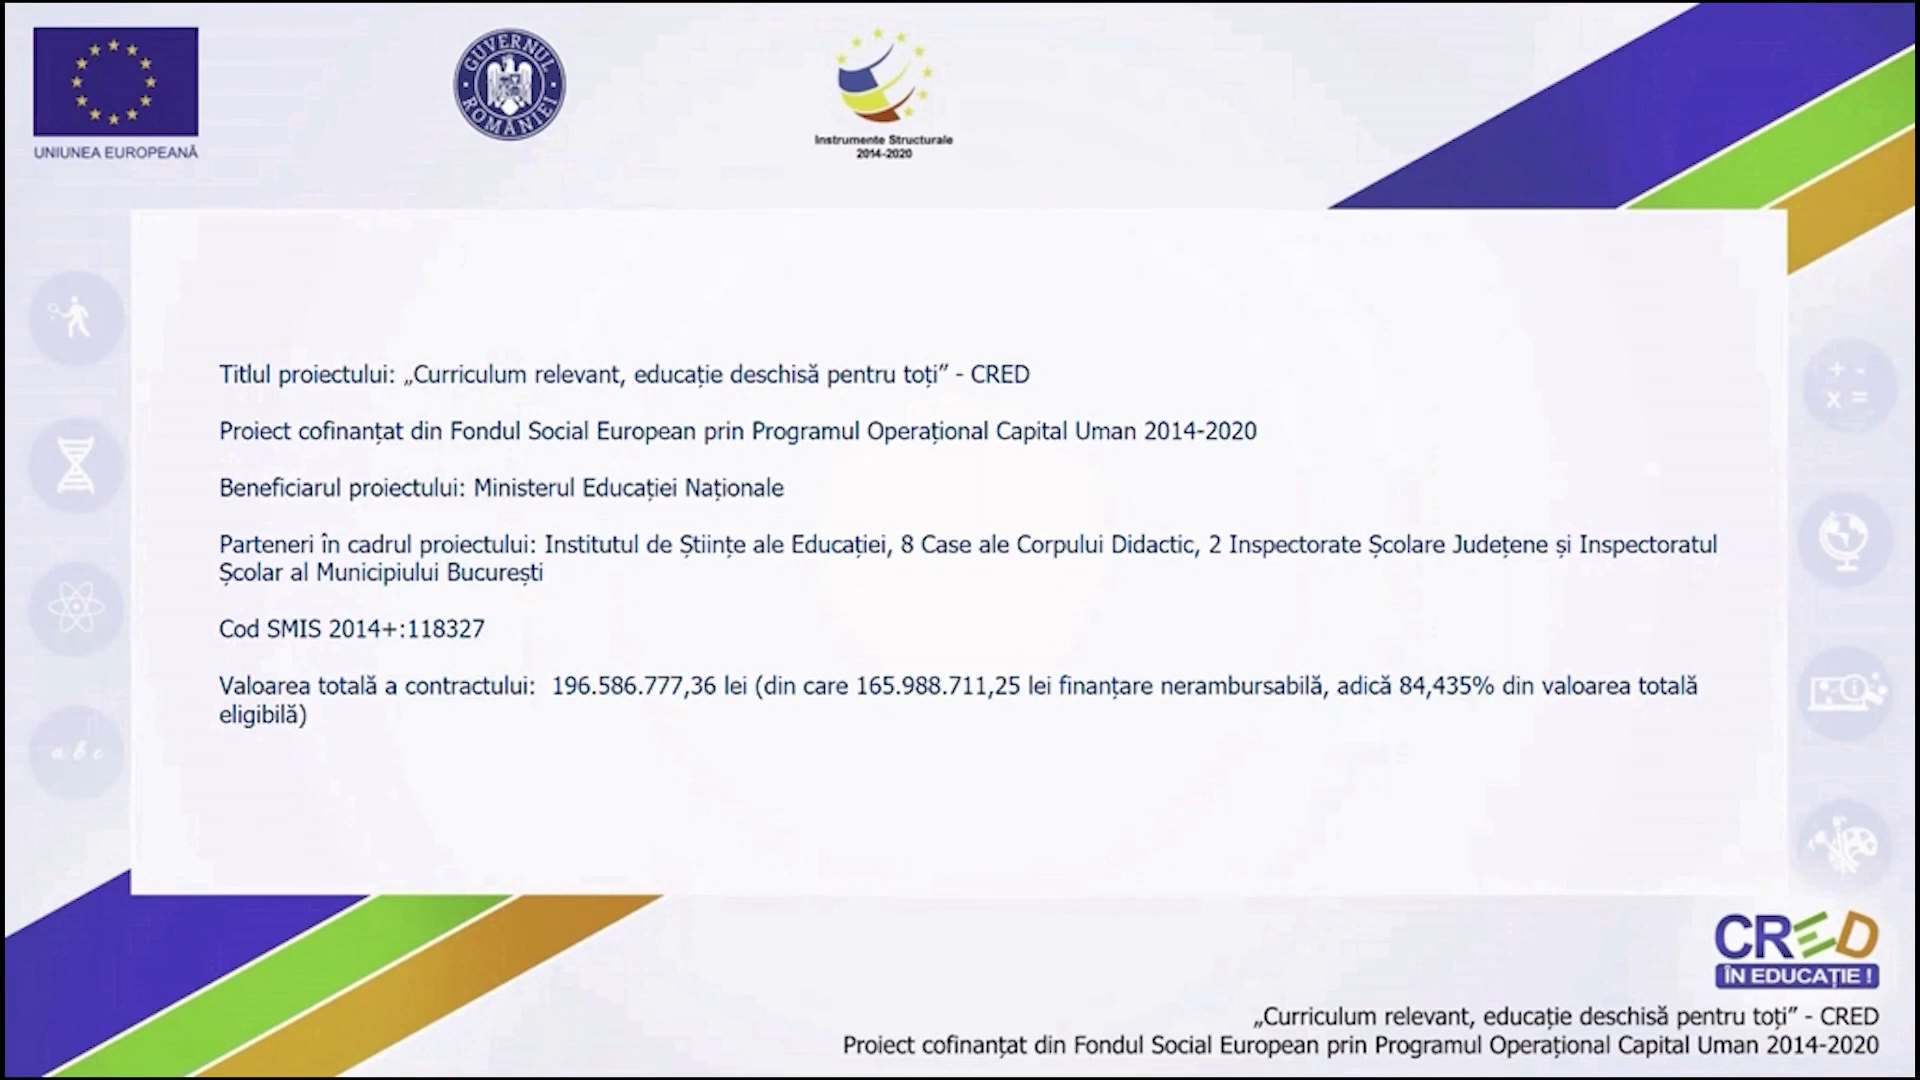 UNIUNEA EUROPEANĂ
GUVERNUL ROMÂNIEI
Instrumente Structurale
2014-2020
Titlul proiectului: „Curriculum relevant, educație deschisă pentru toți” - CRED
Proiect cofinanțat din Fondul Social European prin Programul Operațional Capital Uman 2014-2020
Beneficiarul proiectului: Ministerul Educației Naționale
Parteneri în cadrul proiectului: Institutul de Științe ale Educației, 8 Case ale Corpului Didactic, 2 Inspectorate Școlare Județene și Inspectoratul
Școlar al Municipiului București
Cod SMIS 2014+:118327
Valoarea totală a contractului:  196.586.777,36 lei (din care 165.988.711,25 lei finanțare nerambursabilă, adică 84,435% din valoarea totală
eligibilă)
+ -
x =
a b c
CRED
ÎN EDUCAȚIE !
„Curriculum relevant, educație deschisă pentru toți” - CRED
Proiect cofinanțat din Fondul Social European prin Programul Operațional Capital Uman 2014-2020